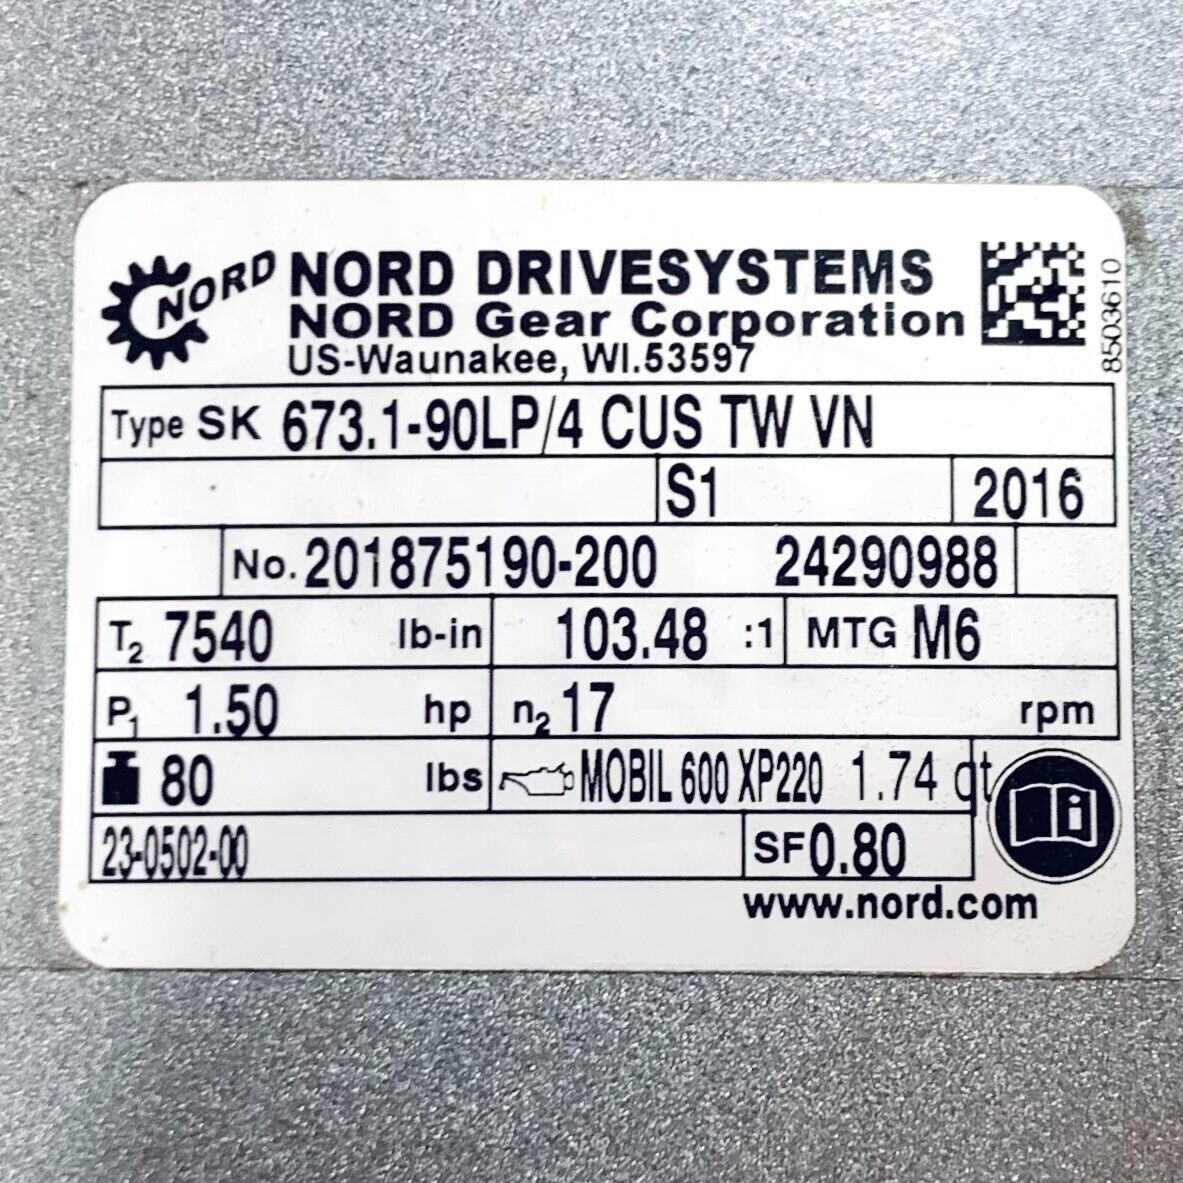 NORD
NORD DRIVESYSTEMS
NORD Gear Corporation
US-Waunakee, WI.53597
8503610
Type SK 673.1-90LP/4 CUS TW VN
S1 2016
No. 201875190-200 24290988
T2 7540 lb-in 103.48 :1 MTG M6
P1 1.50 hp n2 17 rpm
80 lbs MOBIL 600 XP220 1.74 qt
23-0502-00 SF 0.80
www.nord.com